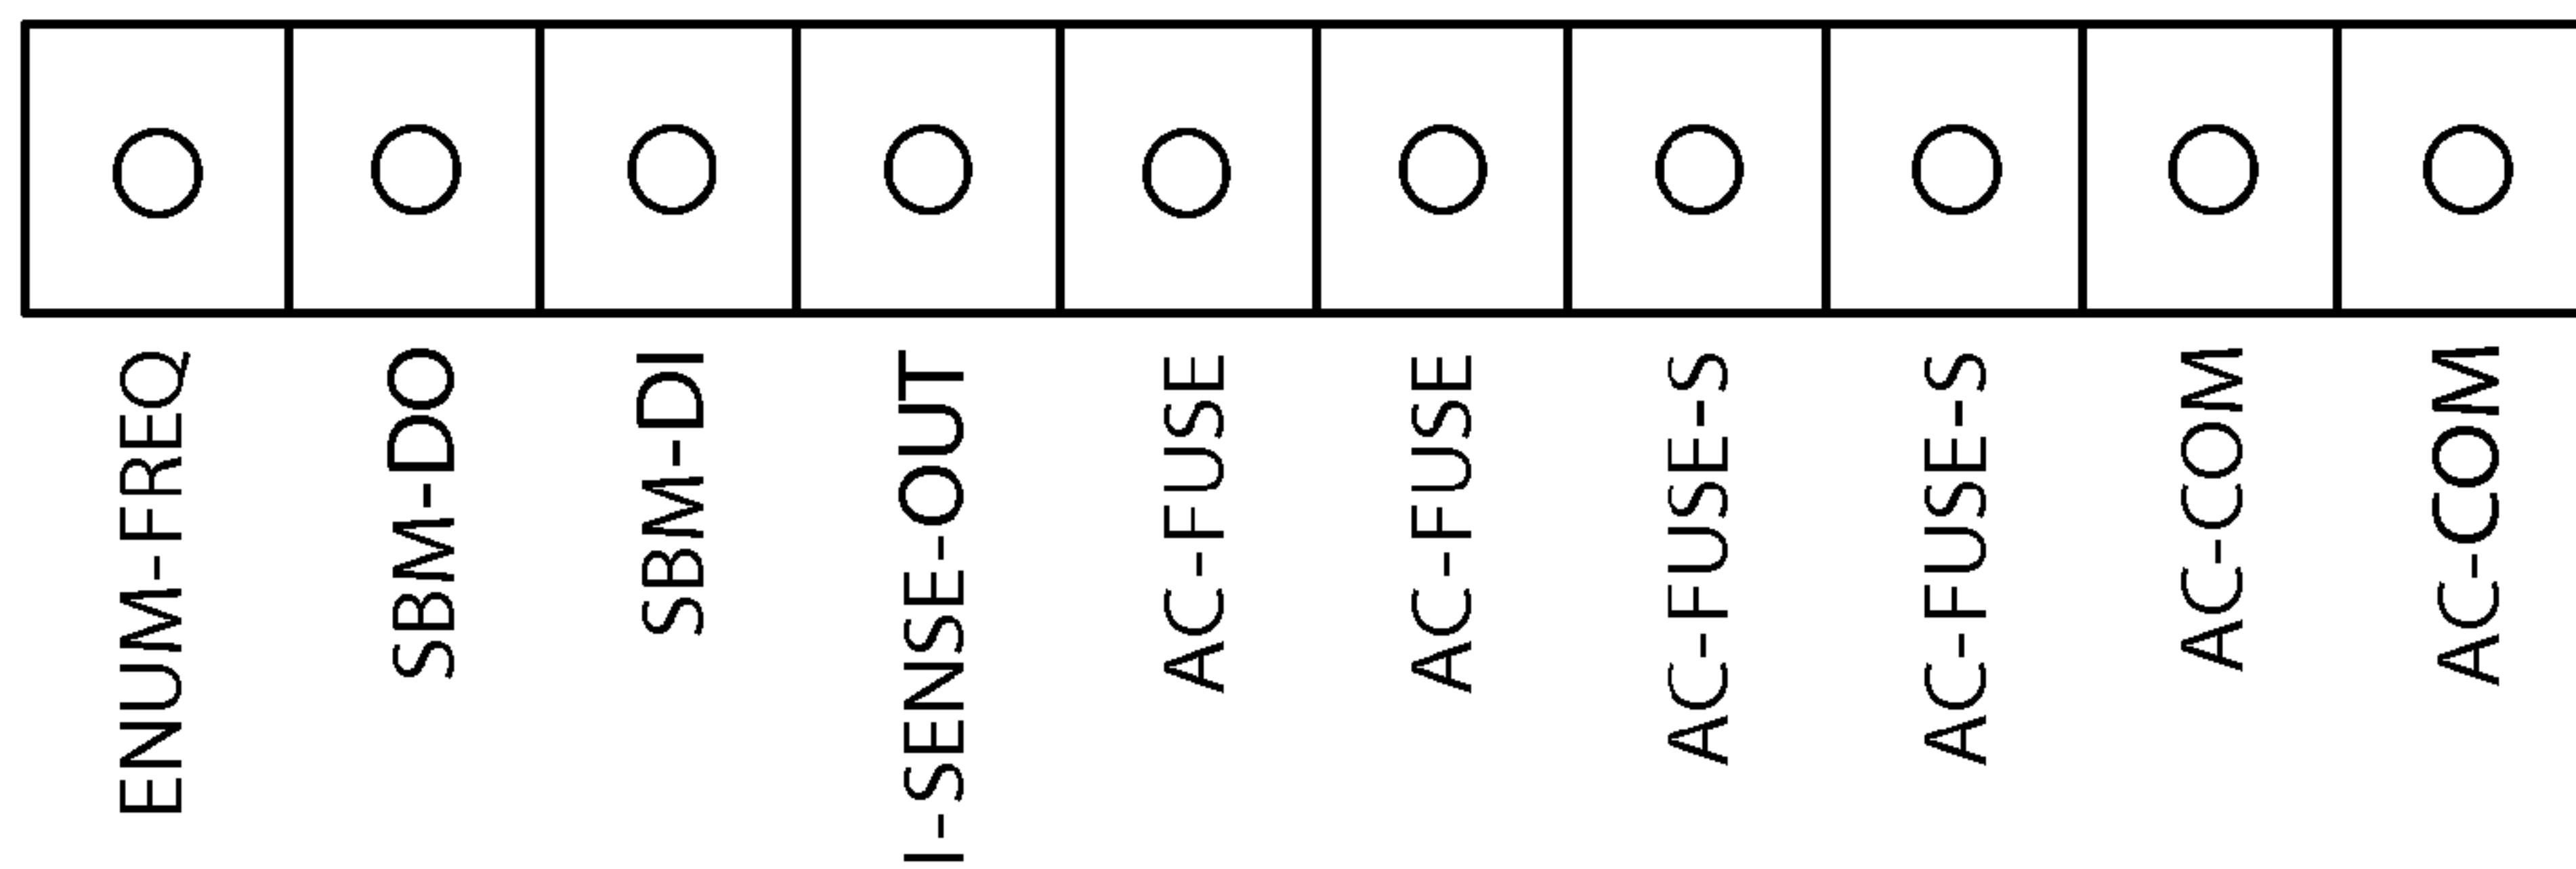 ENUM-FREQ
SBM-DO
SBM-DI
I-SENSE-OUT
AC-FUSE
AC-FUSE
AC-FUSE-S
AC-FUSE-S
AC-COM
AC-COM